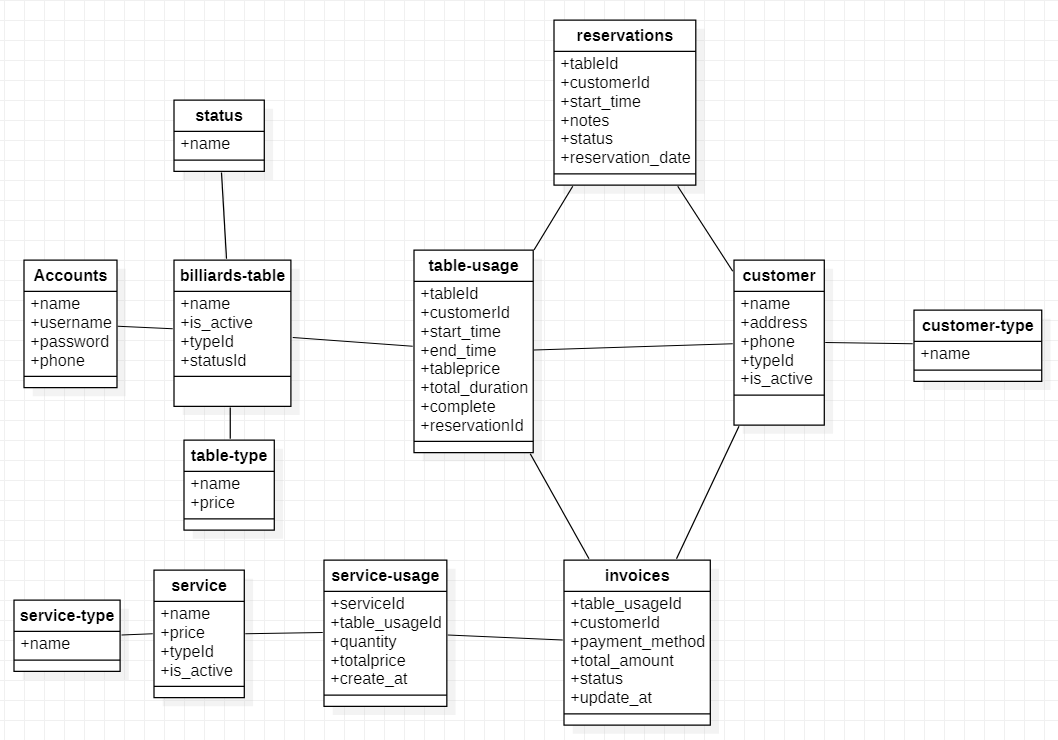 reservations
+tableId
+customerId
+start_time
+notes
+status
+reservation_date
status
+name
Accounts
+name
+username
+password
+phone
billiards-table
+name
+is_active
+typeId
+statusId
table-usage
+tableId
+customerId
+start_time
+end_time
+tableprice
+total_duration
+complete
+reservationId
customer
+name
+address
+phone
+typeId
+is_active
customer-type
+name
table-type
+name
+price
service-type
+name
service
+name
+price
+typeId
+is_active
service-usage
+serviceId
+table_usageId
+quantity
+totalprice
+create_at
invoices
+table_usageId
+customerId
+payment_method
+total_amount
+status
+update_at